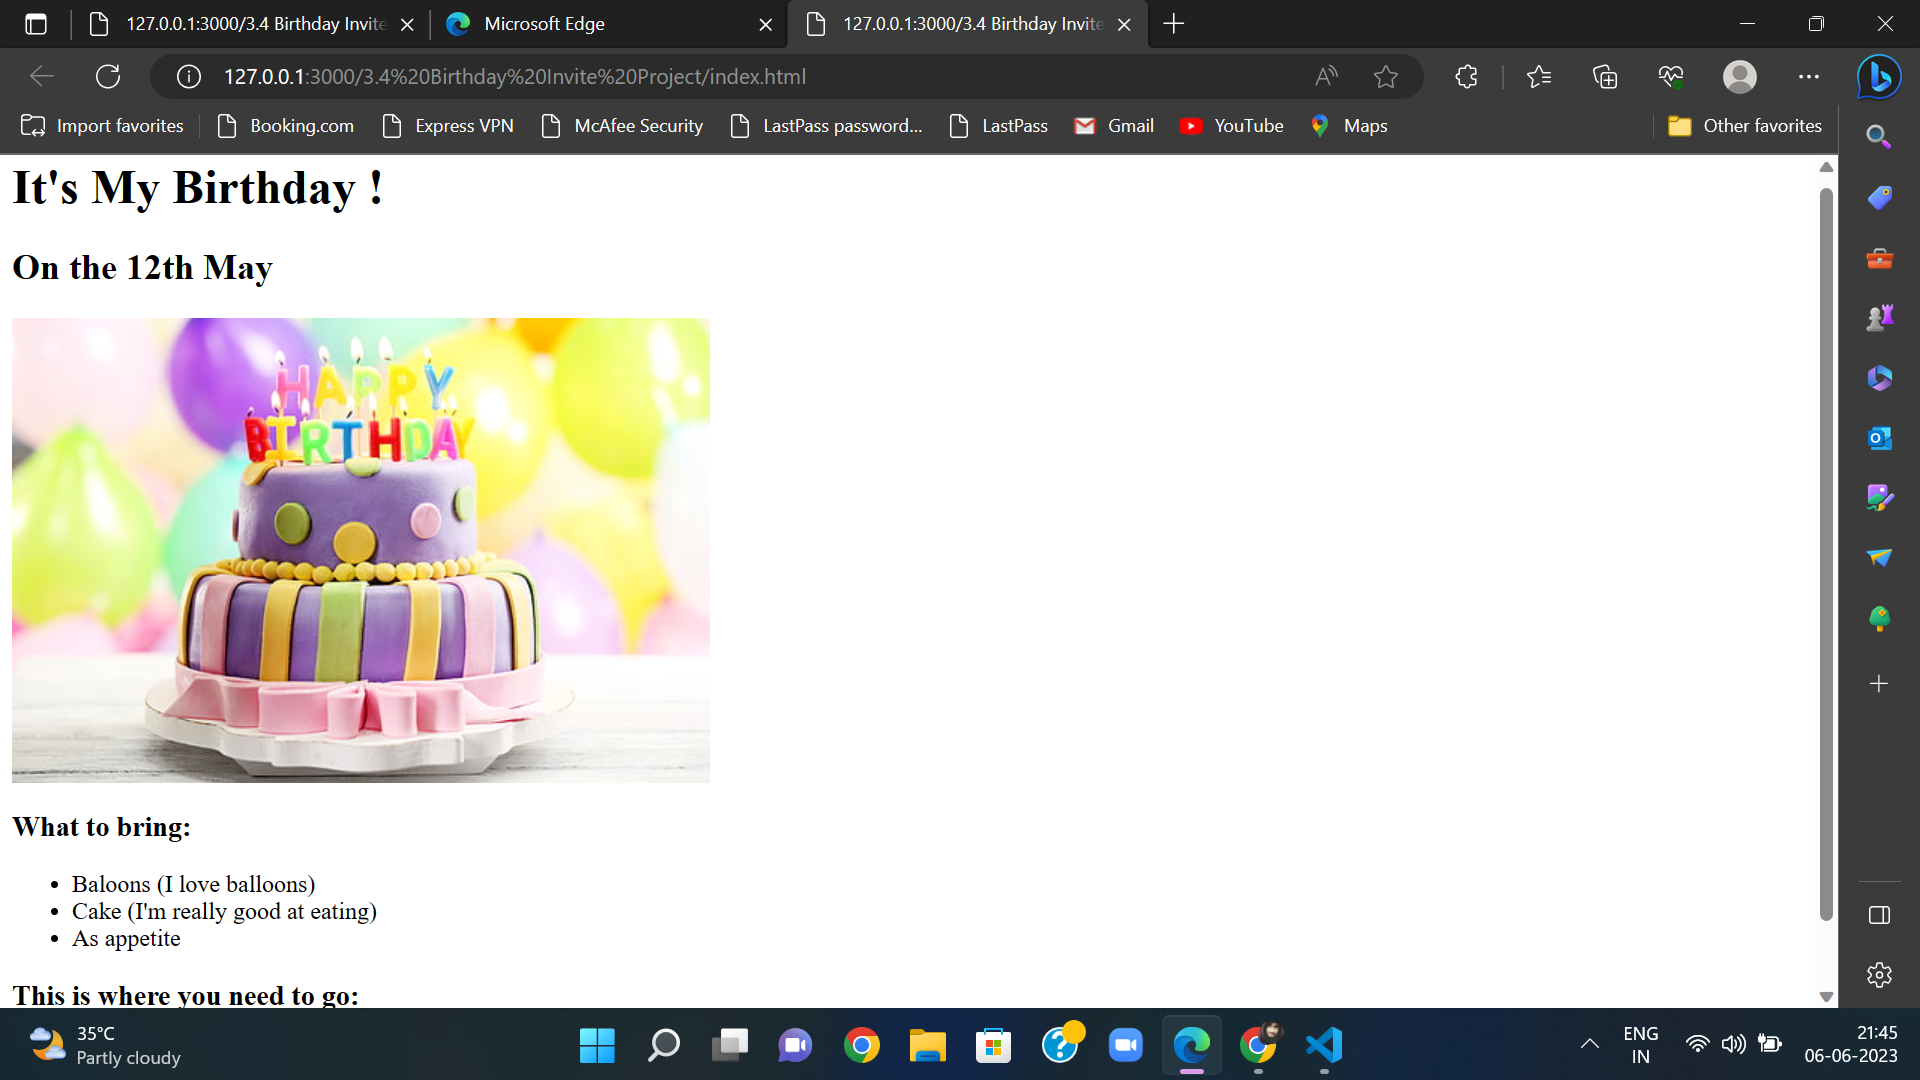 127.0.0.1:3000/3.4 Birthday Invite
Microsoft Edge
127.0.0.1:3000/3.4 Birthday Invite
127.0.0.1:3000/3.4%20Birthday%20Invite%20Project/index.html
Import favorites
Booking.com
Express VPN
McAfee Security
LastPass password...
LastPass
Gmail
YouTube
Maps
Other favorites
It's My Birthday !
On the 12th May
HAPPY
BIRTHDAY
What to bring:
Baloons (I love balloons)
Cake (I'm really good at eating)
As appetite
This is where you need to go:
35°C
Partly cloudy
ENG
IN
21:45
06-06-2023